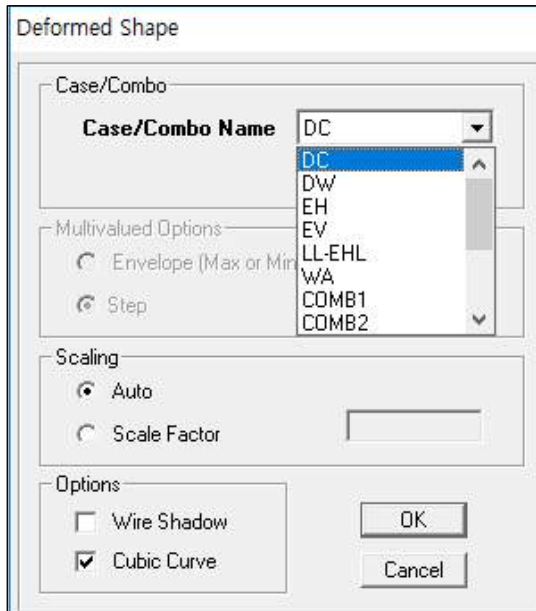 Deformed Shape
Case/Combo
Case/Combo Name DC
DC
DW
EH
EV
LL-EHL
WA
COMB1
COMB2
Multivalued Options
Envelope (Max or Min
Step
Scaling
Auto
Scale Factor
Options
Wire Shadow
Cubic Curve
OK
Cancel